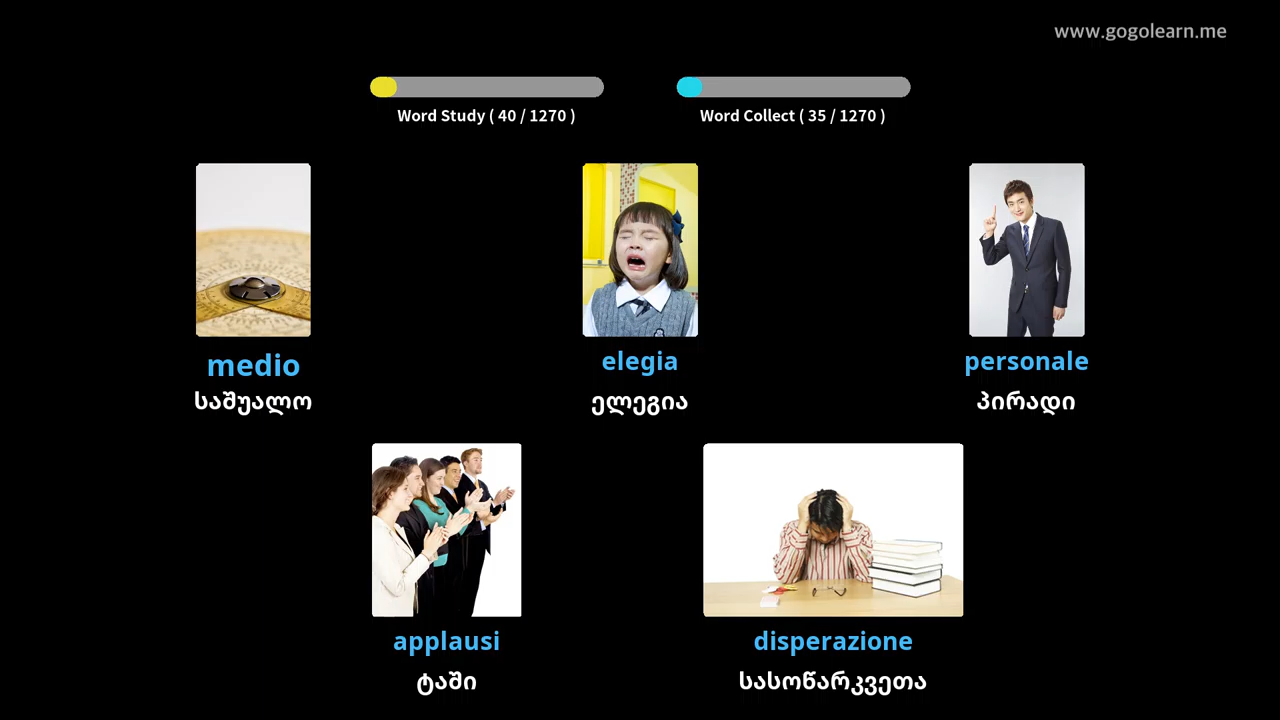 www.gogolearn.me
Word Study ( 40 / 1270 )
Word Collect ( 35 / 1270 )
medio
საშუალო
elegia
ელეგია
personale
პირადი
applausi
ტაში
disperazione
სასოწარკვეთა